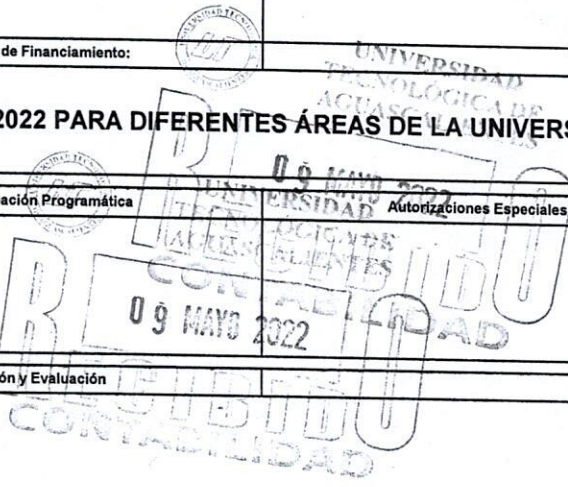 de Financiamiento:
UNIVERSIDAD
TECNOLÓGICA DE
AGUASCALIENTES
2022 PARA DIFERENTES ÁREAS DE LA UNIVERS
09 MAYO 2022
ación Programática
Autorizaciones Especiales
UNIVERSIDAD
TECNOLÓGICA DE
AGUASCALIENTES
RECIBIDO
CONTABILIDAD
09 MAYO 2022
ón y Evaluación
RECIBIDO
CONTABILIDAD